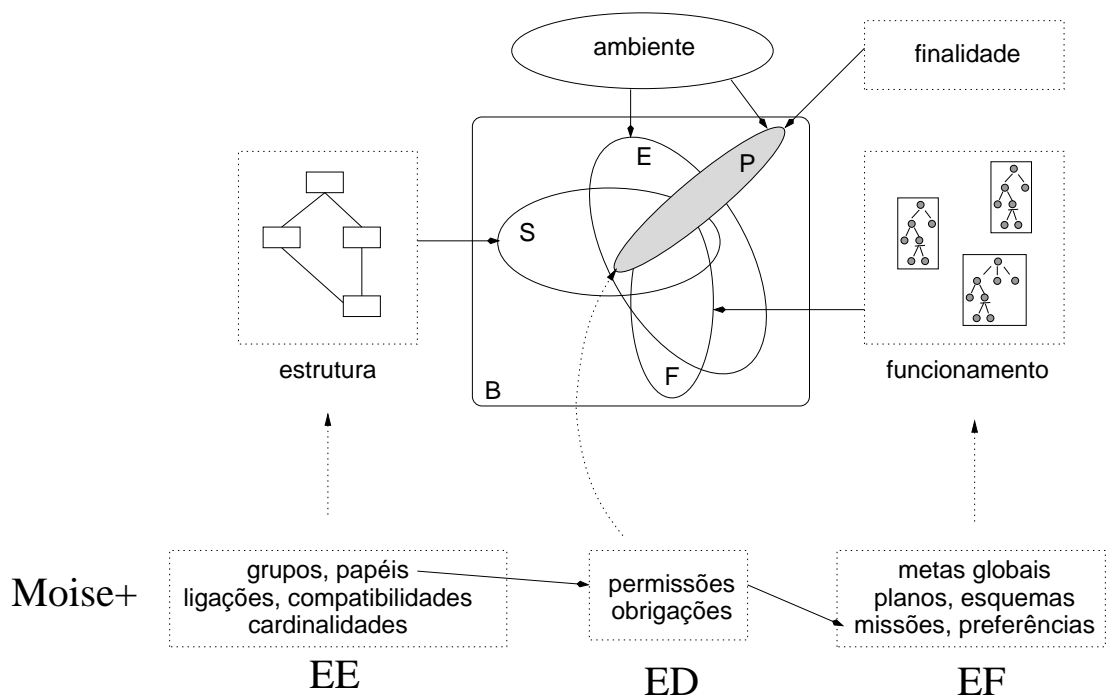 ambiente
finalidade
E
P
S
F
B
estrutura
funcionamento
Moise+
grupos, papéis
ligações, compatibilidades
cardinalidades
permissões
obrigações
metas globais
planos, esquemas
missões, preferências
EE
ED
EF